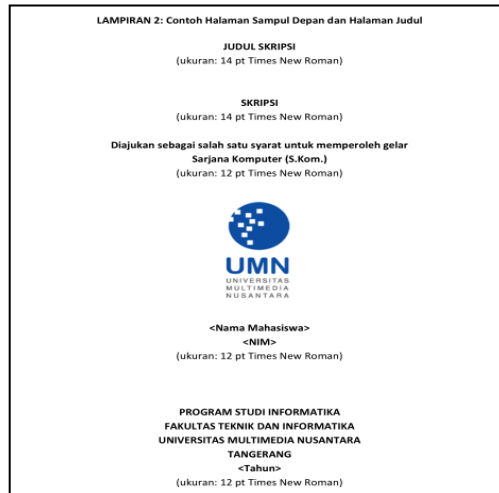 LAMPIRAN 2: Contoh Halaman Sampul Depan dan Halaman Judul
JUDUL SKRIPSI
(ukuran: 14 pt Times New Roman)
SKRIPSI
(ukuran: 14 pt Times New Roman)
Diajukan sebagai salah satu syarat untuk memperoleh gelar
Sarjana Komputer (S.Kom.)
(ukuran: 12 pt Times New Roman)
UMN
UNIVERSITAS
MULTIMEDIA
NUSANTARA
<Nama Mahasiswa>
<NIM>
(ukuran: 12 pt Times New Roman)
PROGRAM STUDI INFORMATIKA
FAKULTAS TEKNIK DAN INFORMATIKA
UNIVERSITAS MULTIMEDIA NUSANTARA
TANGERANG
<Tahun>
(ukuran: 12 pt Times New Roman)